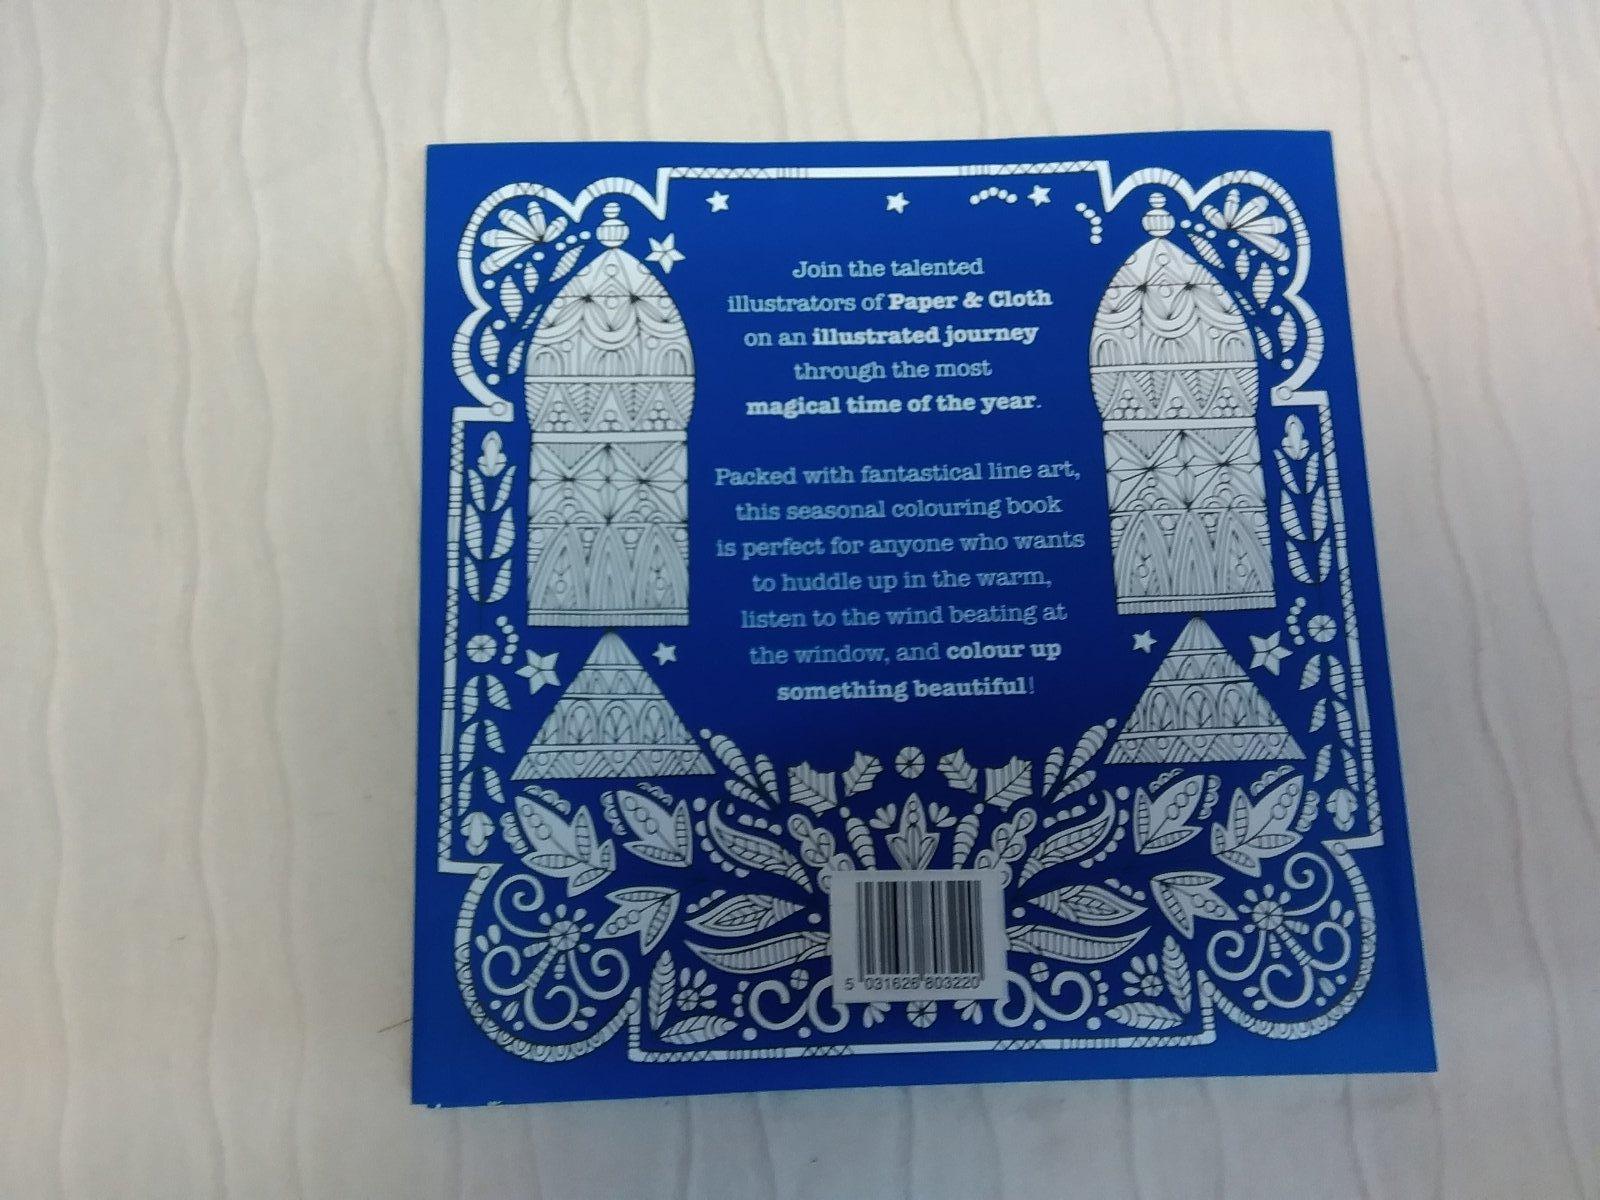 Join the talented
illustrators of Paper & Cloth
on an illustrated journey
through the most
magical time of the year.
Packed with fantastical line art,
this seasonal colouring book
is perfect for anyone who wants
to huddle up in the warm,
listen to the wind beating at
the window, and colour up
something beautiful!
5 031626 803220